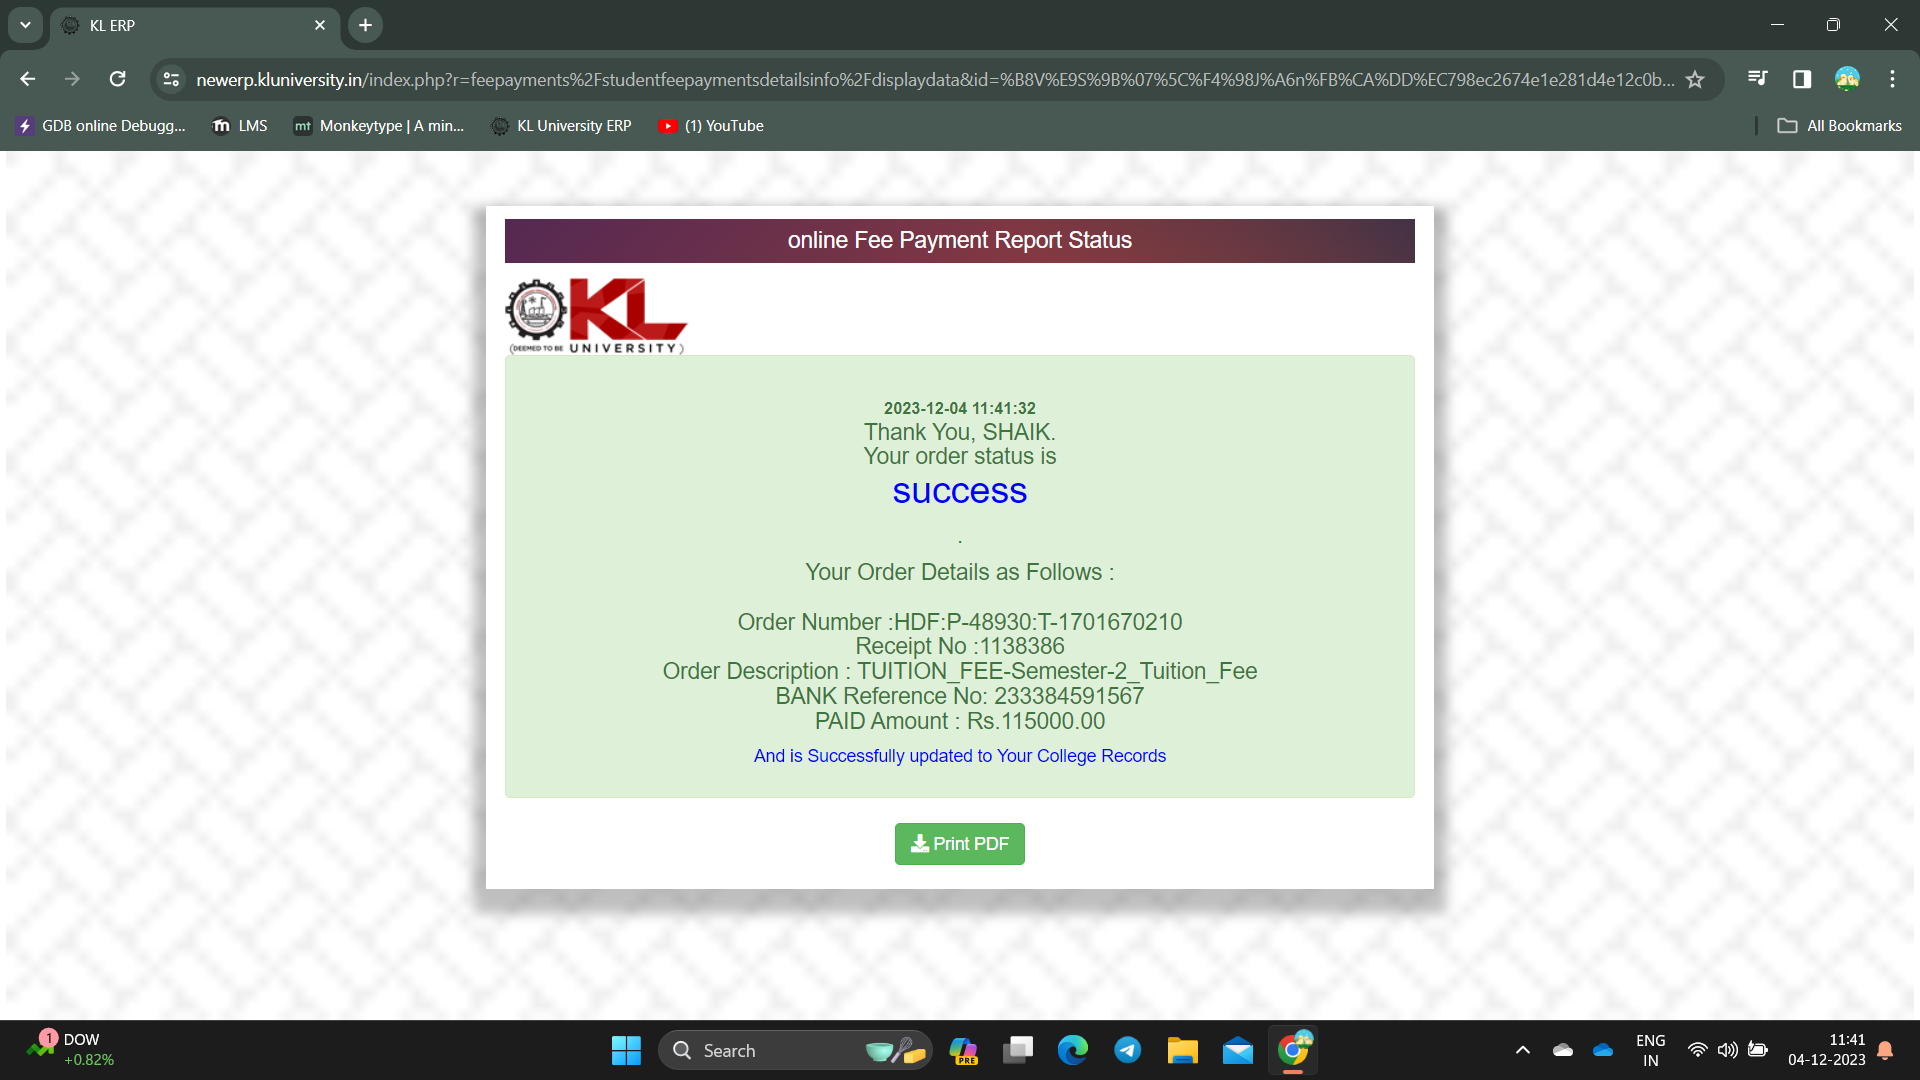 KL ERP
newerp.kluniversity.in/index.php?r=feepayments%2Fstudentfeepaymentsdetailsinfo%2Fdisplaydata&id=%B8V%E9S%9B%07%5C%F4%98J%A6n%FB%CA%DD%EC798ec2674e1e281d4e12c0b...
GDB online Debugg... LMS mt Monkeytype | A min... KL University ERP (1) YouTube All Bookmarks
online Fee Payment Report Status
KL
(DEEMED TO BE UNIVERSITY)
2023-12-04 11:41:32
Thank You, SHAIK.
Your order status is
success
.
Your Order Details as Follows :
Order Number :HDF:P-48930:T-1701670210
Receipt No :1138386
Order Description : TUITION_FEE-Semester-2_Tuition_Fee
BANK Reference No: 233384591567
PAID Amount : Rs.115000.00
And is Successfully updated to Your College Records
Print PDF
1 DOW
+0.82%
Search
PRE
ENG
IN
11:41
04-12-2023